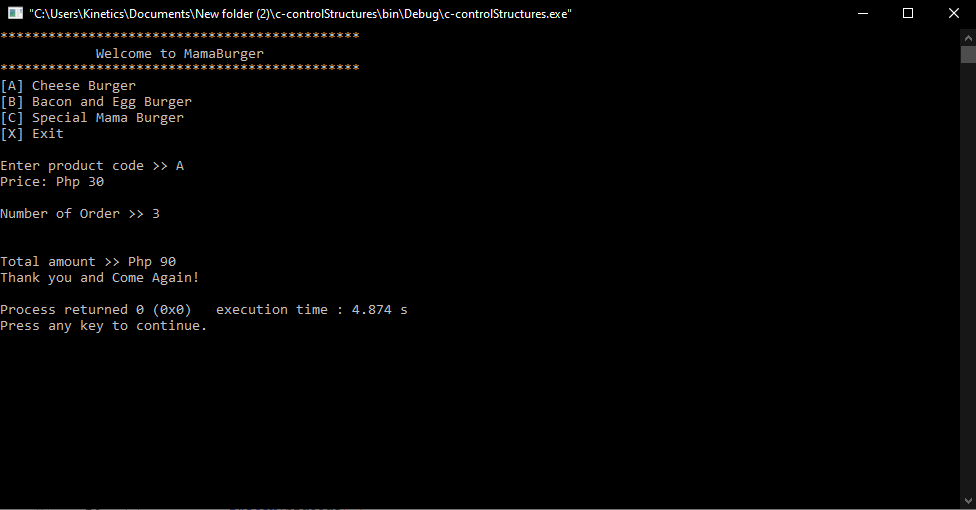 "C:\Users\Kinetics\Documents\New folder (2)\c-controlStructures\bin\Debug\c-controlStructures.exe"
*********************************************
Welcome to MamaBurger
*********************************************
[A] Cheese Burger
[B] Bacon and Egg Burger
[C] Special Mama Burger
[X] Exit
Enter product code >> A
Price: Php 30
Number of Order >> 3
Total amount >> Php 90
Thank you and Come Again!
Process returned 0 (0x0)   execution time : 4.874 s
Press any key to continue.